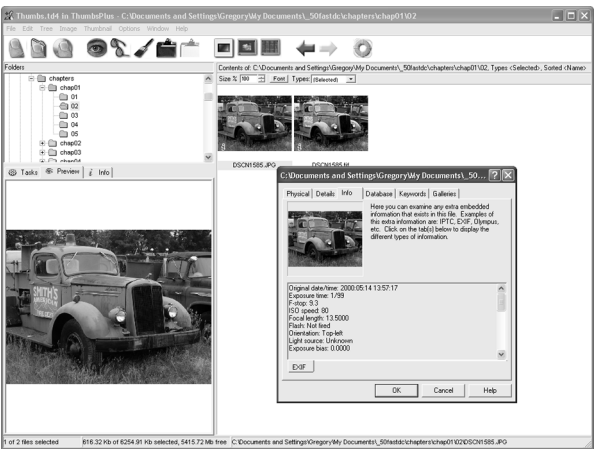 Thumbs.td4 in ThumbsPlus - C:\Documents and Settings\Gregory\My Documents\_50fastdc\chapters\chap01\02
File Edit Tree Image Thumbnail Options Window Help
Folders
Contents of: C:\Documents and Settings\Gregory\My Documents\_50fastdc\chapters\chap01\02, Types <Selected>, Sorted <Name>
Size % 100 Font Types: (Selected)
chapters
chap01
01
02
03
04
05
chap02
chap03
chap04
Tasks Preview i Info
DSCN1585.JPG DSCN1585.tif
SMITH'S
C:\Documents and Settings\Gregory\My Documents\_50...
Physical Details Info Database Keywords Galleries
Here you can examine any extra embedded
information that exists in this file. Examples of
this extra information are: IPTC, EXIF, Olympus,
etc. Click on the tab(s) below to display the
different types of information.
Original date/time: 2000:05:14 13:57:17
Exposure time: 1/99
F-stop: 9.3
ISO speed: 80
Focal length: 13.5000
Flash: Not fired
Orientation: Top-left
Light source: Unknown
Exposure bias: 0.0000
EXIF
OK Cancel Help
1 of 2 files selected 616.32 Kb of 6254.91 Kb selected, 5415.72 Mb free C:\Documents and Settings\Gregory\My Documents\_50fastdc\chapters\chap01\02\DSCN1585.JPG